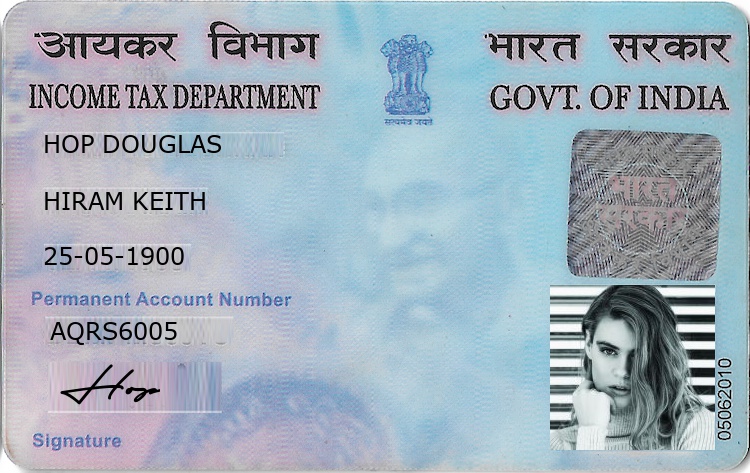 आयकर विभाग
भारत सरकार
INCOME TAX DEPARTMENT
GOVT. OF INDIA
सत्यमेव जयते
HOP DOUGLAS
भारत
सरकार
HIRAM KEITH
25-05-1900
Permanent Account Number
AQRS6005
Hop
05062010
Signature